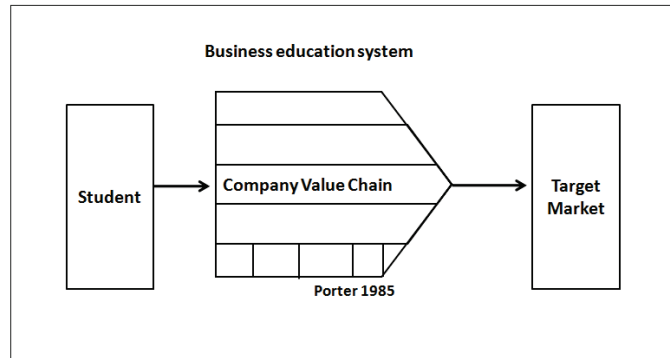 Business education system
Student
Company Value Chain
Target
Market
Porter 1985